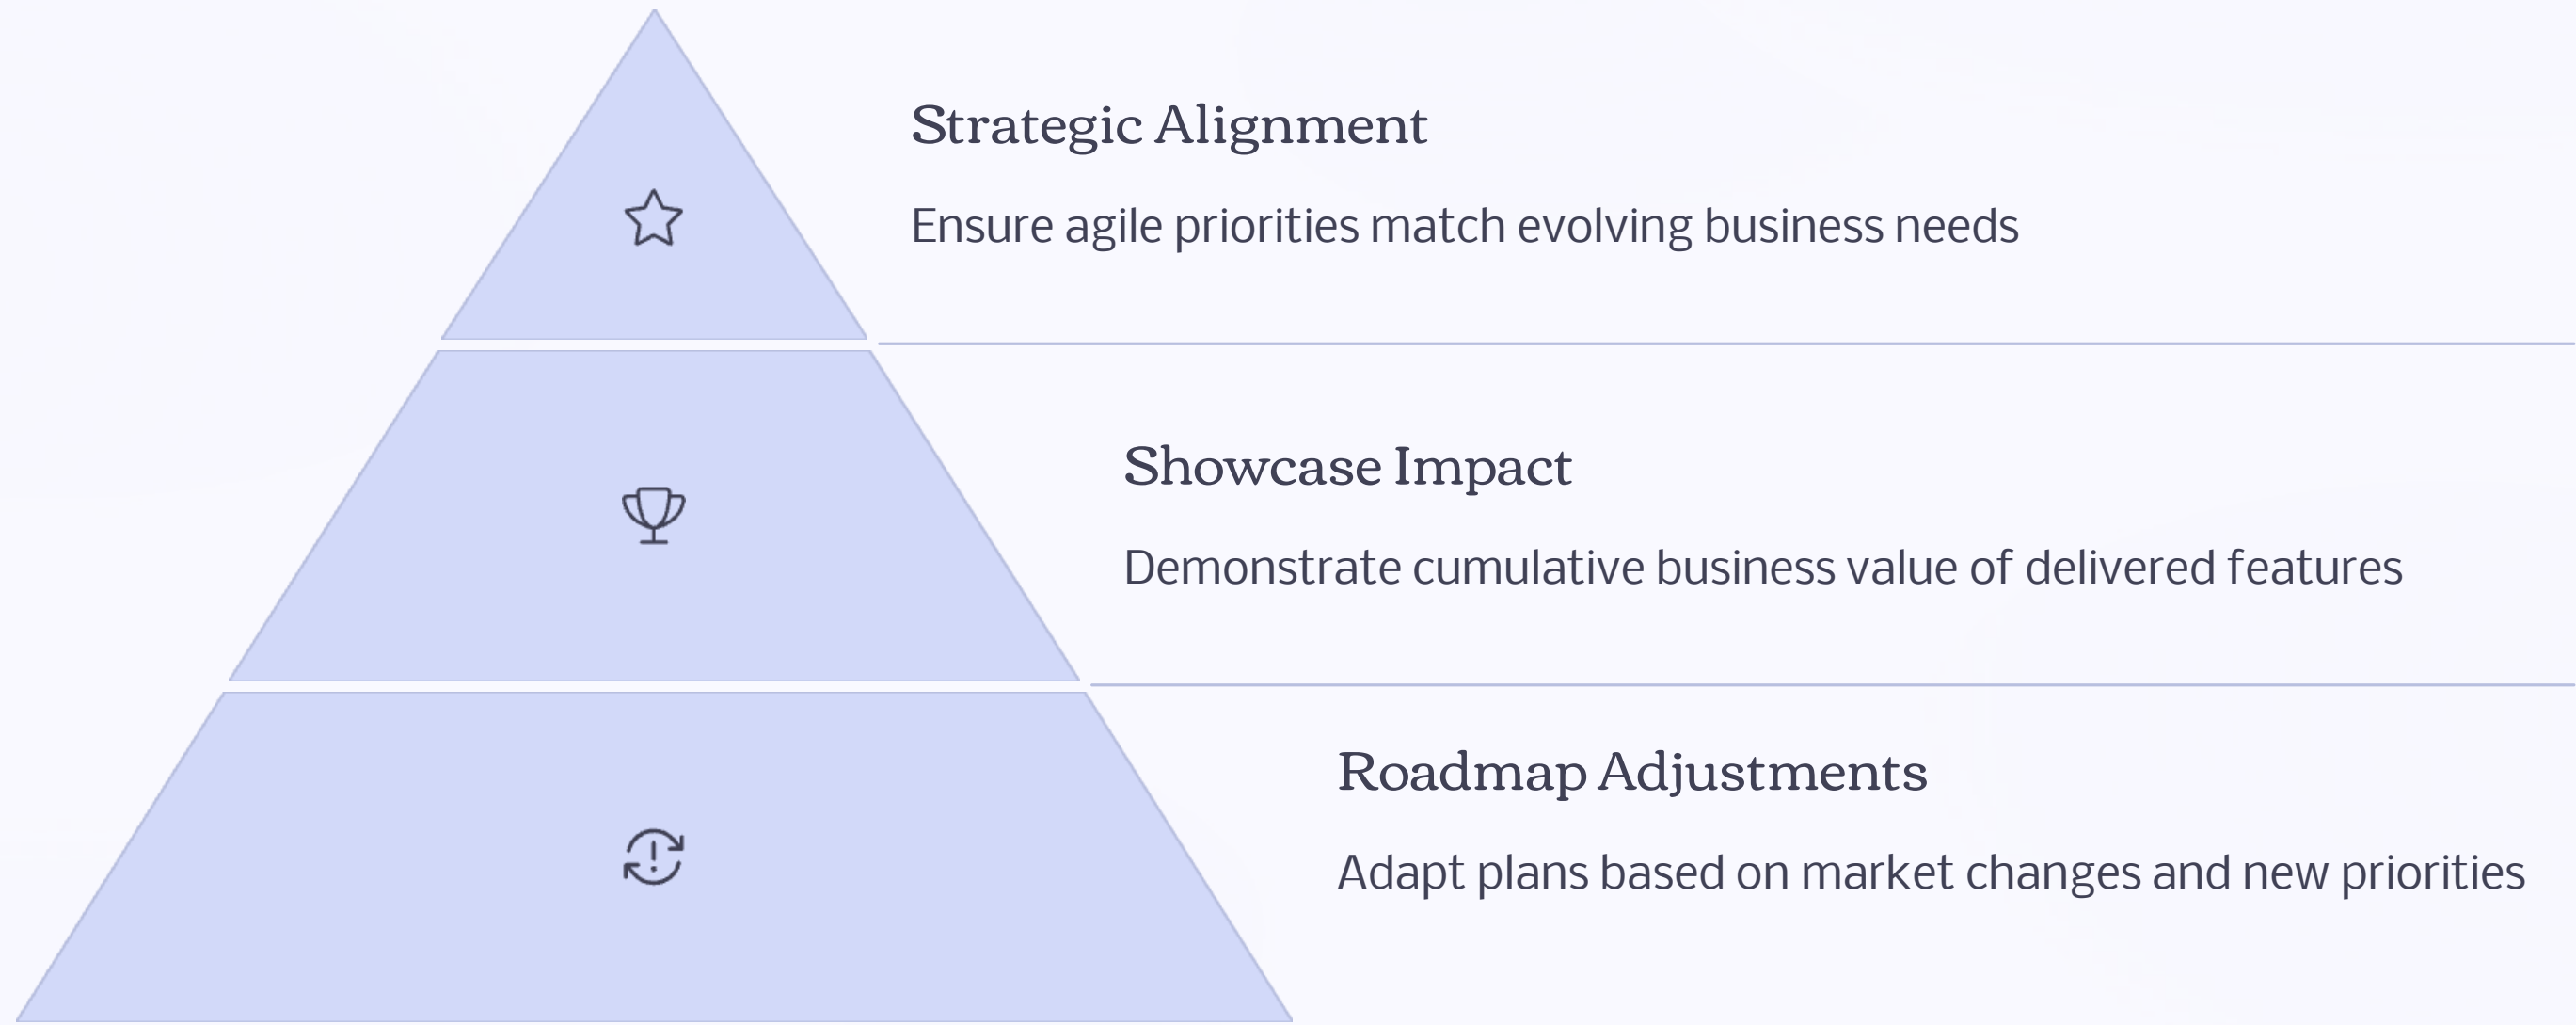 Strategic Alignment
Ensure agile priorities match evolving business needs
Showcase Impact
Demonstrate cumulative business value of delivered features
Roadmap Adjustments
Adapt plans based on market changes and new priorities